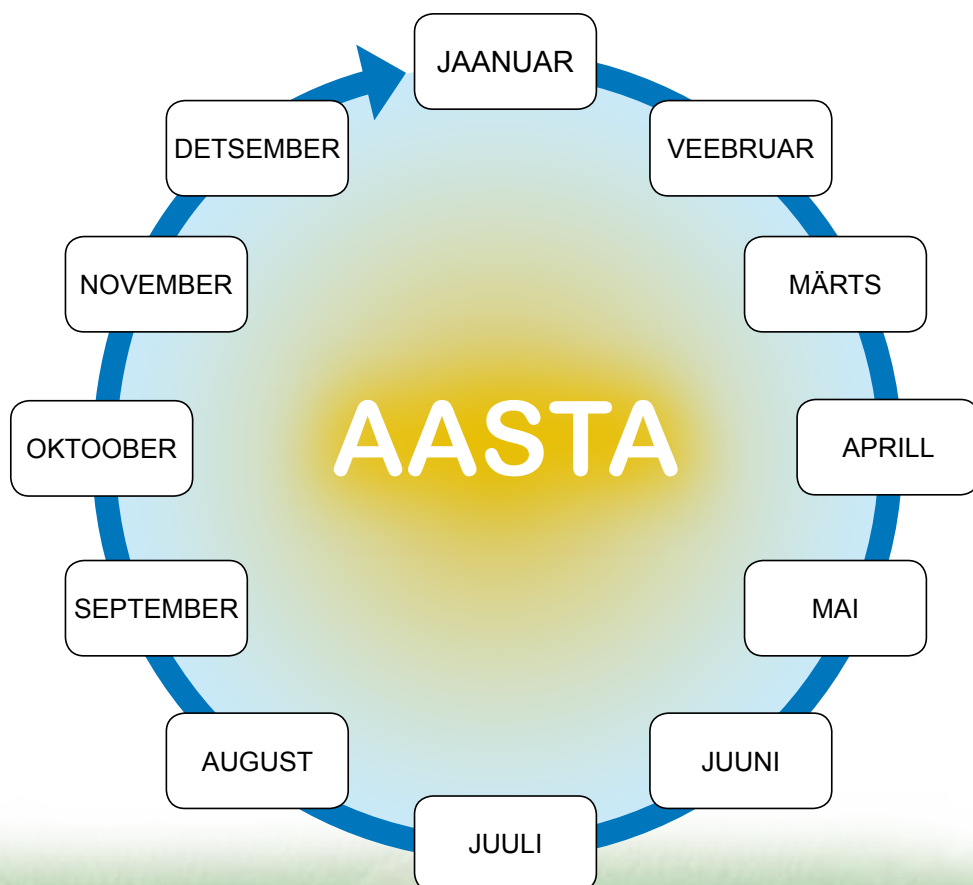 JAANUAR
VEEBRUAR
MÄRTS
APRILL
MAI
JUUNI
JUULI
AUGUST
SEPTEMBER
OKTOOBER
NOVEMBER
DETSEMBER
AASTA